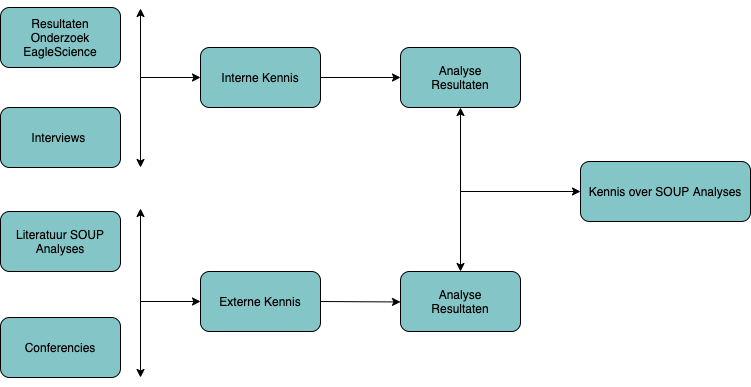 Resultaten
Onderzoek
EagleScience
Interne Kennis
Analyse
Resultaten
Interviews
Kennis over SOUP Analyses
Literatuur SOUP
Analyses
Externe Kennis
Analyse
Resultaten
Conferencies